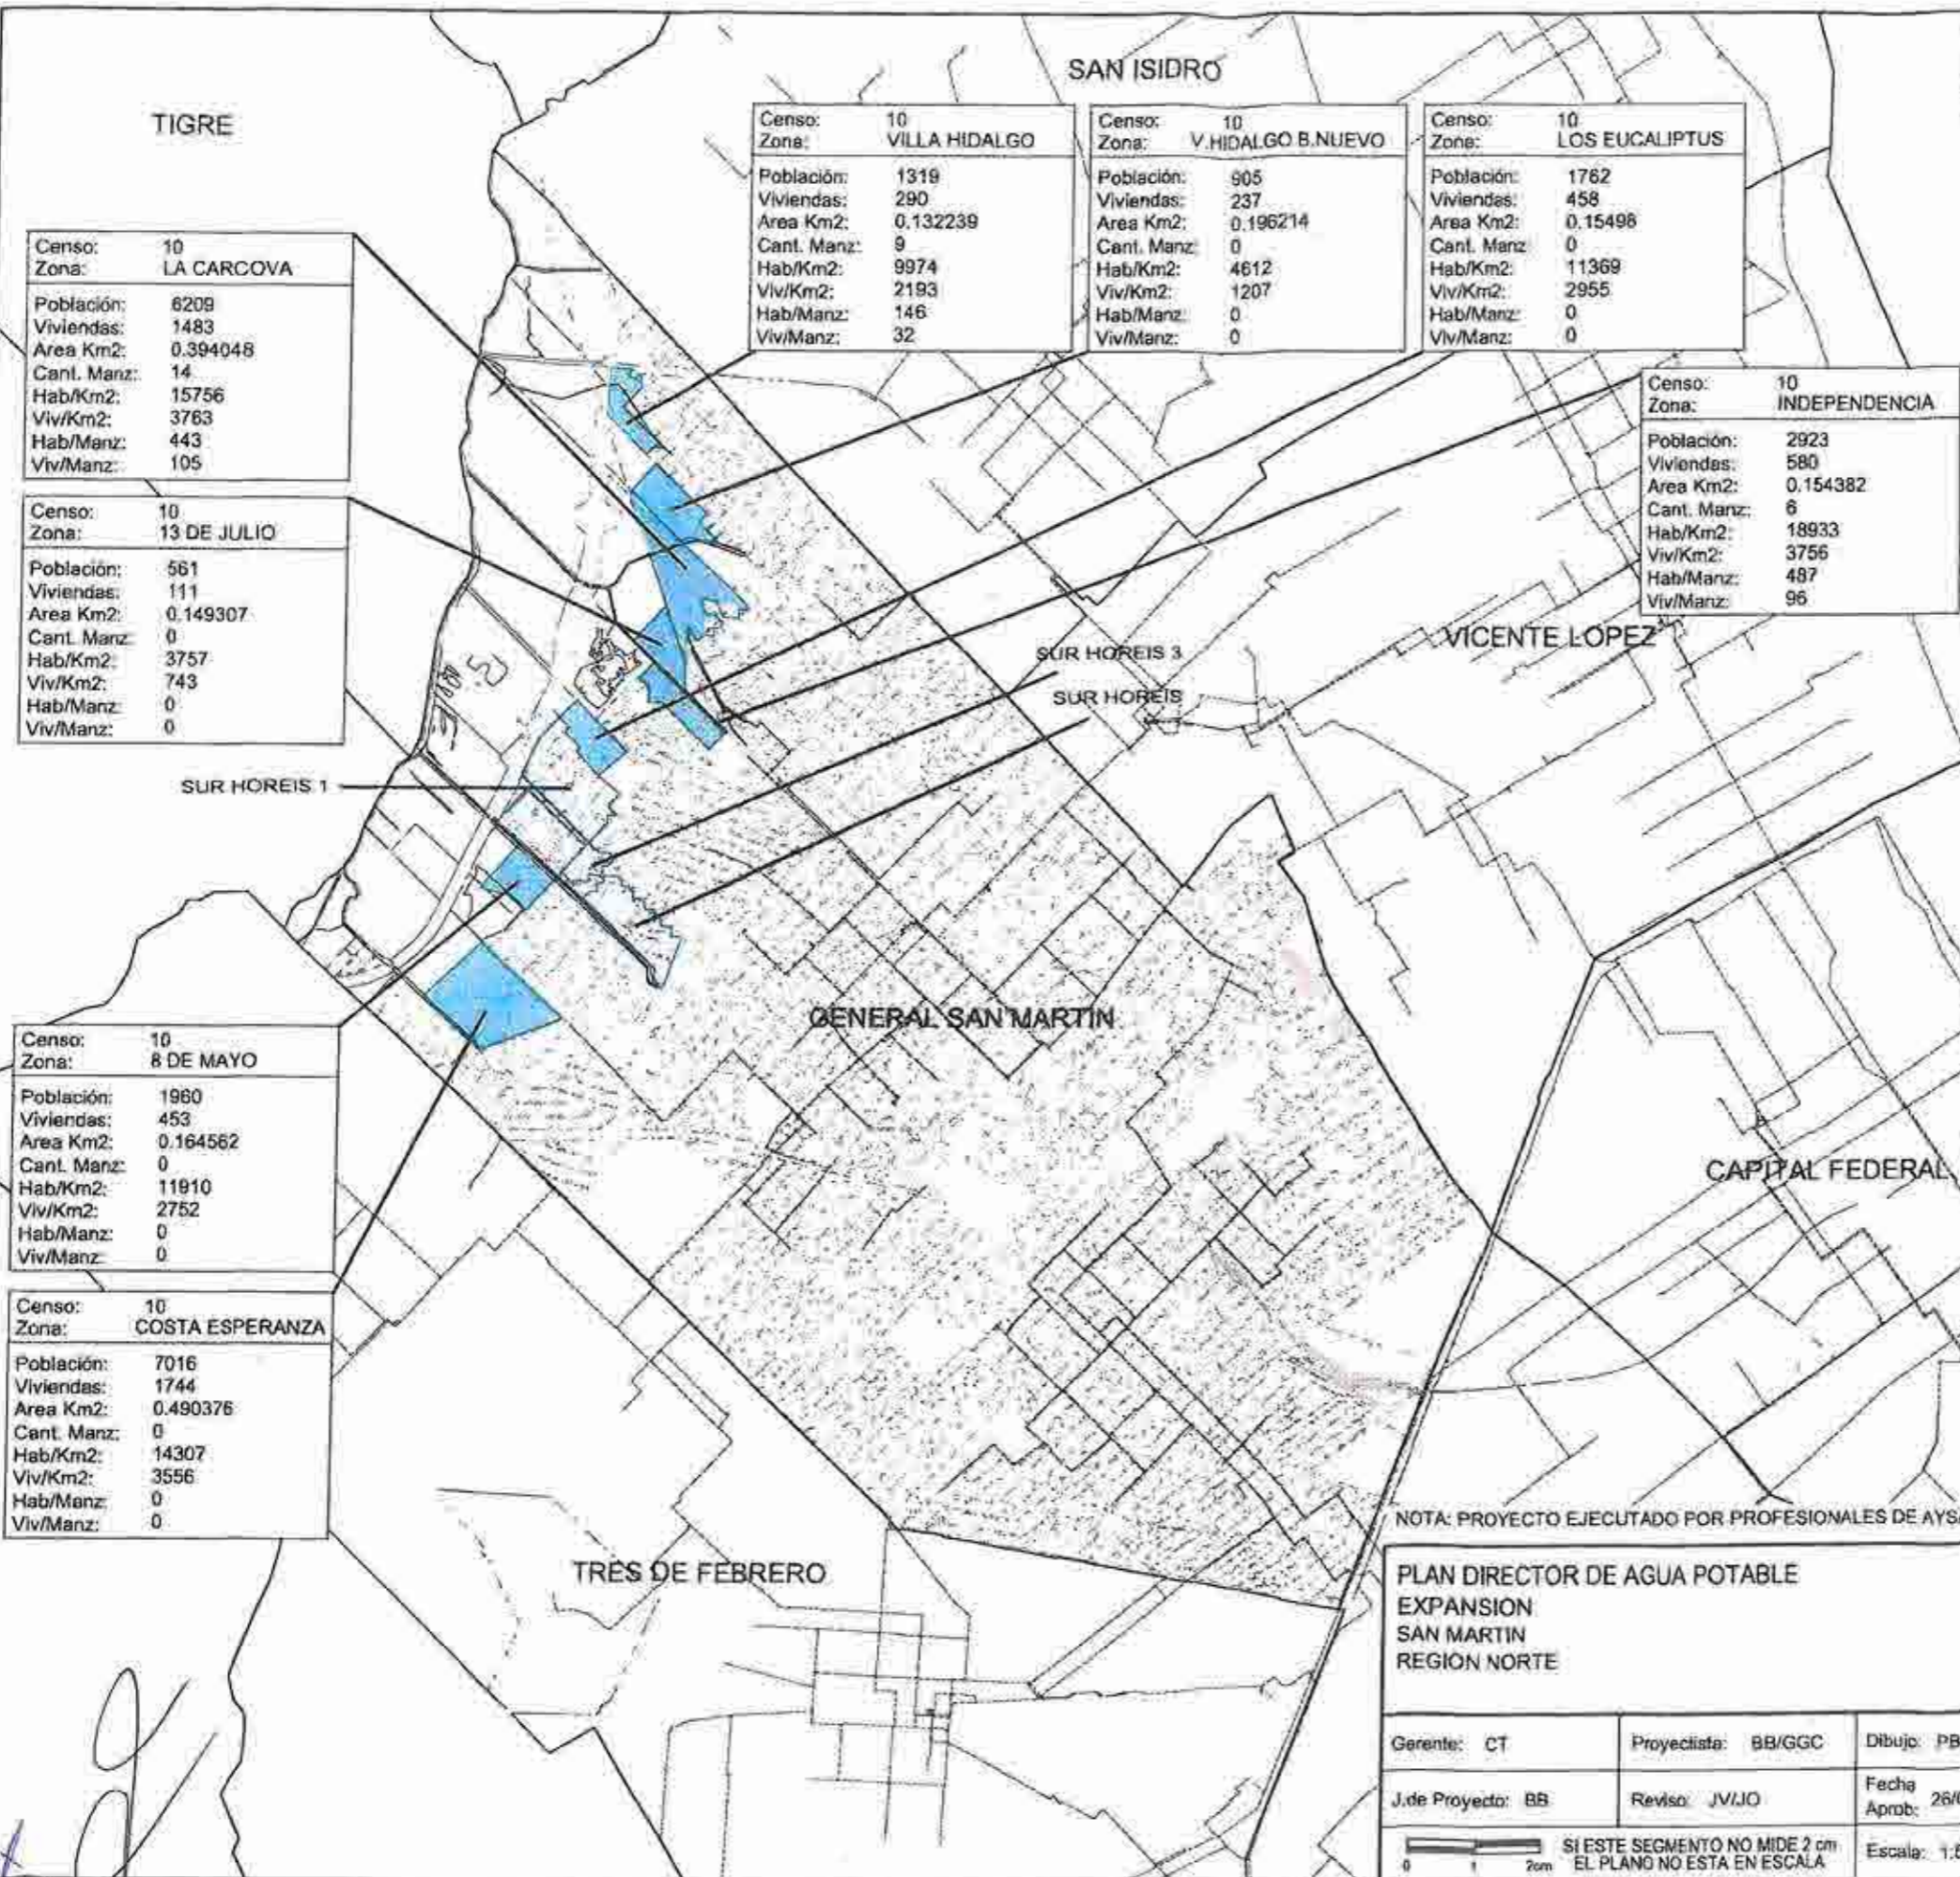 TIGRE
SAN ISIDRO
Censo: 10
Zona: VILLA HIDALGO
Población: 1319
Viviendas: 290
Area Km2: 0.132239
Cant. Manz: 9
Hab/Km2: 9974
Viv/Km2: 2193
Hab/Manz: 146
Viv/Manz: 32
Censo: 10
Zona: V.HIDALGO B.NUEVO
Población: 905
Viviendas: 237
Area Km2: 0.196214
Cant. Manz: 0
Hab/Km2: 4612
Viv/Km2: 1207
Hab/Manz: 0
Viv/Manz: 0
Censo: 10
Zona: LOS EUCALIPTUS
Población: 1762
Viviendas: 458
Area Km2: 0.15498
Cant. Manz: 0
Hab/Km2: 11369
Viv/Km2: 2955
Hab/Manz: 0
Viv/Manz: 0
Censo: 10
Zona: LA CARCOVA
Población: 6209
Viviendas: 1483
Area Km2: 0.394048
Cant. Manz: 14
Hab/Km2: 15756
Viv/Km2: 3763
Hab/Manz: 443
Viv/Manz: 105
Censo: 10
Zona: INDEPENDENCIA
Población: 2923
Viviendas: 580
Area Km2: 0.154382
Cant. Manz: 6
Hab/Km2: 18933
Viv/Km2: 3756
Hab/Manz: 487
Viv/Manz: 96
Censo: 10
Zona: 13 DE JULIO
Población: 561
Viviendas: 111
Area Km2: 0.149307
Cant. Manz: 0
Hab/Km2: 3757
Viv/Km2: 743
Hab/Manz: 0
Viv/Manz: 0
VICENTE LOPEZ
SUR HOREIS 3
SUR HOREIS
SUR HOREIS 1
GENERAL SAN MARTIN
Censo: 10
Zona: 8 DE MAYO
Población: 1960
Viviendas: 453
Area Km2: 0.164562
Cant. Manz: 0
Hab/Km2: 11910
Viv/Km2: 2752
Hab/Manz: 0
Viv/Manz: 0
CAPITAL FEDERAL
Censo: 10
Zona: COSTA ESPERANZA
Población: 7016
Viviendas: 1744
Area Km2: 0.490376
Cant. Manz: 0
Hab/Km2: 14307
Viv/Km2: 3556
Hab/Manz: 0
Viv/Manz: 0
TRES DE FEBRERO
NOTA: PROYECTO EJECUTADO POR PROFESIONALES DE AYSA
PLAN DIRECTOR DE AGUA POTABLE
EXPANSION
SAN MARTIN
REGION NORTE
Gerente: CT
Proyectista: BB/GGC
Dibujo: PB
J.de Proyecto: BB
Reviso: JV/JO
Fecha Aprob: 26/
0 1 2cm
SI ESTE SEGMENTO NO MIDE 2 cm
EL PLANO NO ESTA EN ESCALA
Escala: 1: